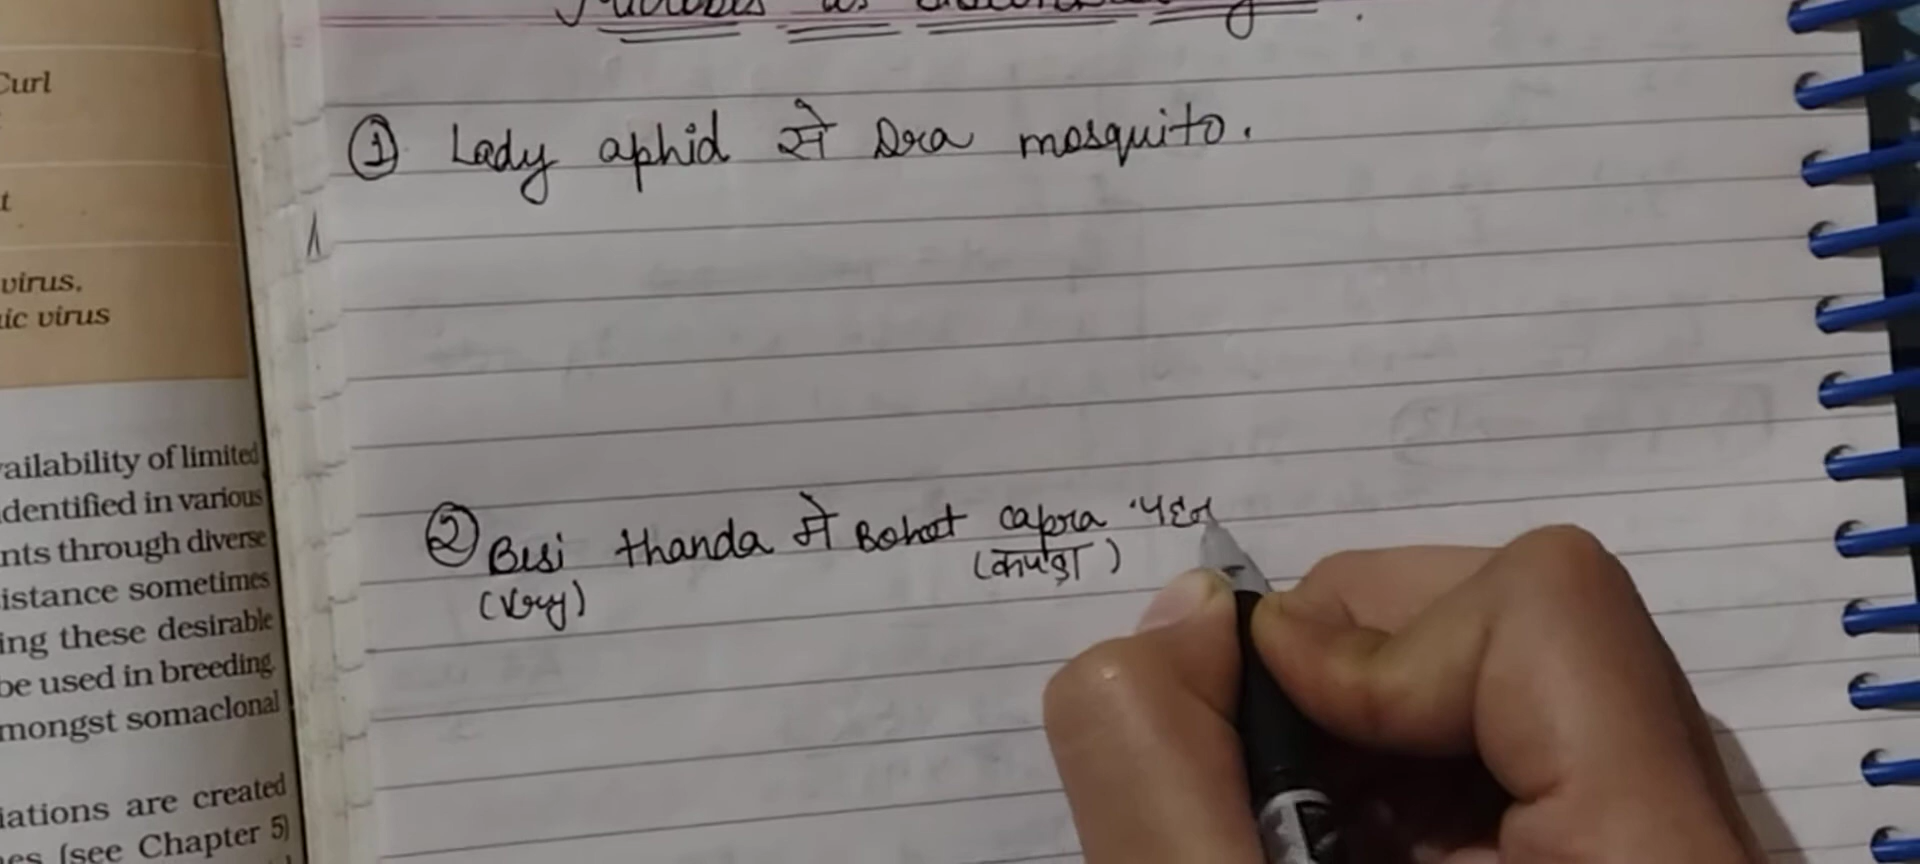 Curl
t
virus,
ic virus
ailability of limited
dentified in various
nts through diverse
istance sometimes
ing these desirable
be used in breeding
mongst somaclonal
iations are created
es (see Chapter 5)
① Lady aphid से Dra mosquito.
② Busi thanda में Bohot capra पहन
(Very) (कपड़ा)